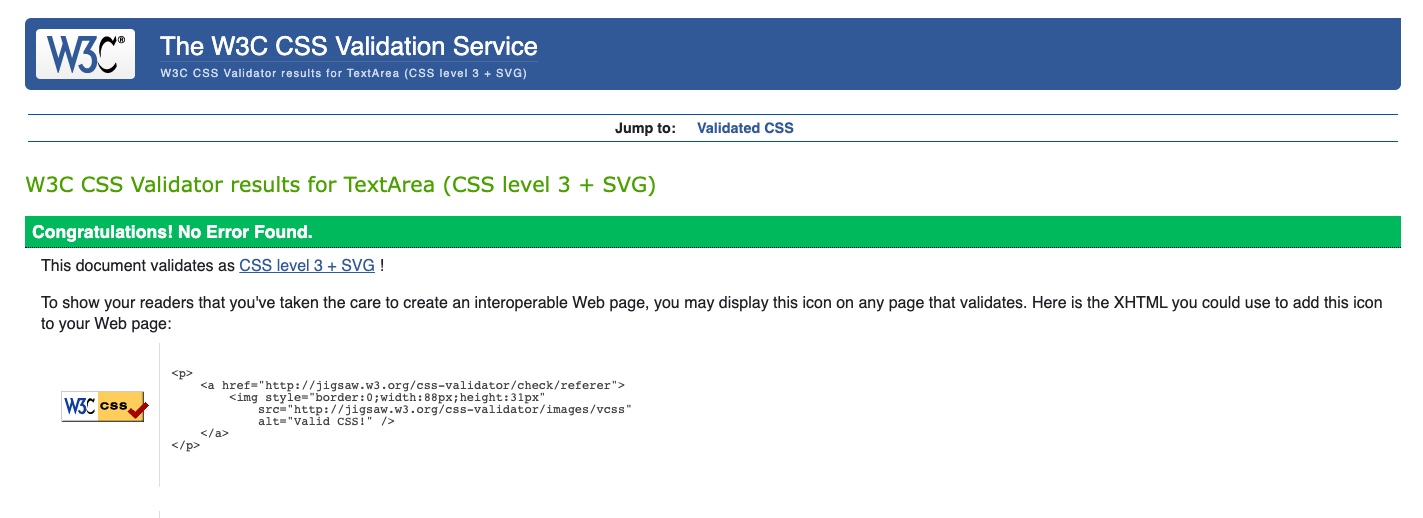 W3C®
The W3C CSS Validation Service
W3C CSS Validator results for TextArea (CSS level 3 + SVG)
Jump to: Validated CSS
W3C CSS Validator results for TextArea (CSS level 3 + SVG)
Congratulations! No Error Found.
This document validates as CSS level 3 + SVG !
To show your readers that you've taken the care to create an interoperable Web page, you may display this icon on any page that validates. Here is the XHTML you could use to add this icon
to your Web page:
W3C css
<p>
    <a href="http://jigsaw.w3.org/css-validator/check/referer">
        <img style="border:0;width:88px;height:31px"
            src="http://jigsaw.w3.org/css-validator/images/vcss"
            alt="Valid CSS!" />
    </a>
</p>